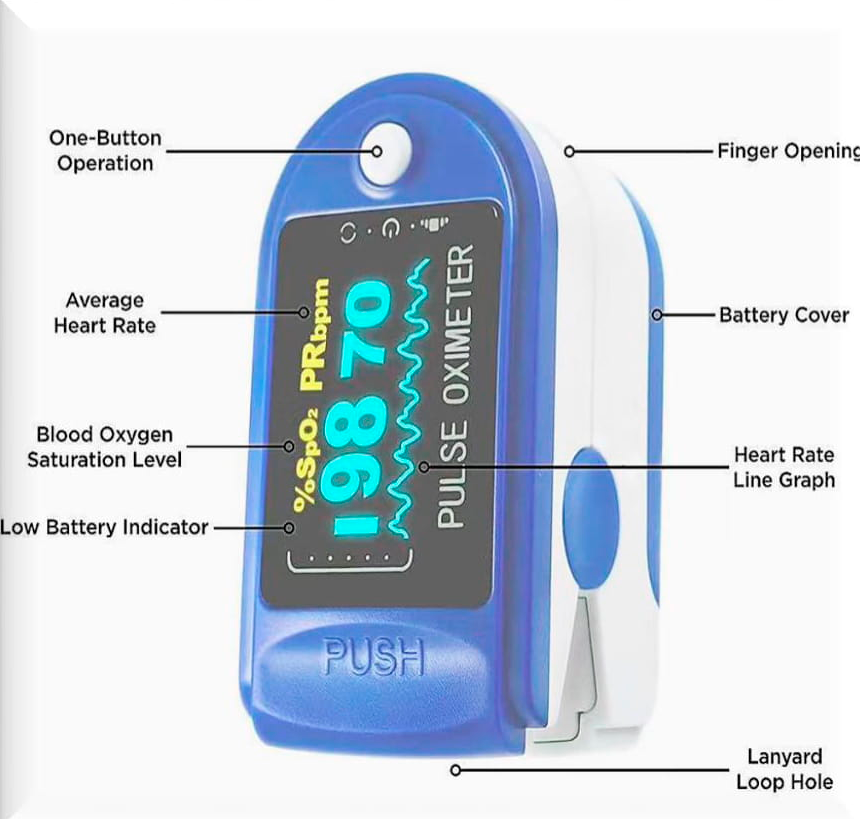 One-Button
Operation
Finger Opening
Average
Heart Rate
Battery Cover
Blood Oxygen
Saturation Level
Heart Rate
Line Graph
Low Battery Indicator
Lanyard
Loop Hole
%SpO₂ PRbpm
98 70
PULSE OXIMETER
PUSH